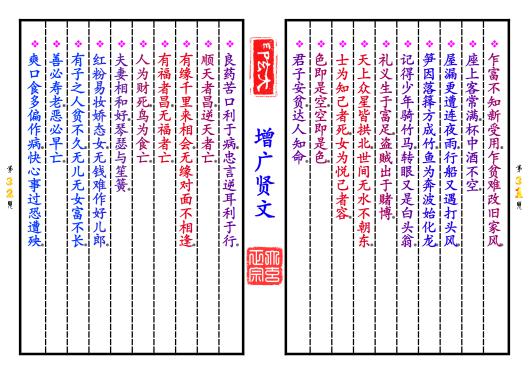 乍富不知新受用。乍贫难改旧家风。
座上客常满。杯中酒不空。
屋漏更遭连夜雨。行船又遇打头风。
笋因落箨方成竹。鱼为奔波始化龙。
记得少年骑竹马。转眼又是白头翁。
礼义生于富足。盗贼出于赌博。
天上众星皆拱北。世间无水不朝东。
士为知己者死。女为悦己者容。
色即是空。空即是色。
君子安贫。达人知命。
增广贤文
良药苦口利于病。忠言逆耳利于行。
顺天者昌。逆天者亡。
有缘千里来相会。无缘对面不相逢。
有福者昌。无福者亡。
人为财死。鸟为食亡。
夫妻相和好。琴瑟与笙簧。
红粉易妆娇态女。无钱难作好儿郎。
有子之人贫不久。无儿无女富不长。
善必寿老。恶必早亡。
爽口食多偏作病。快心事过恐遭殃。